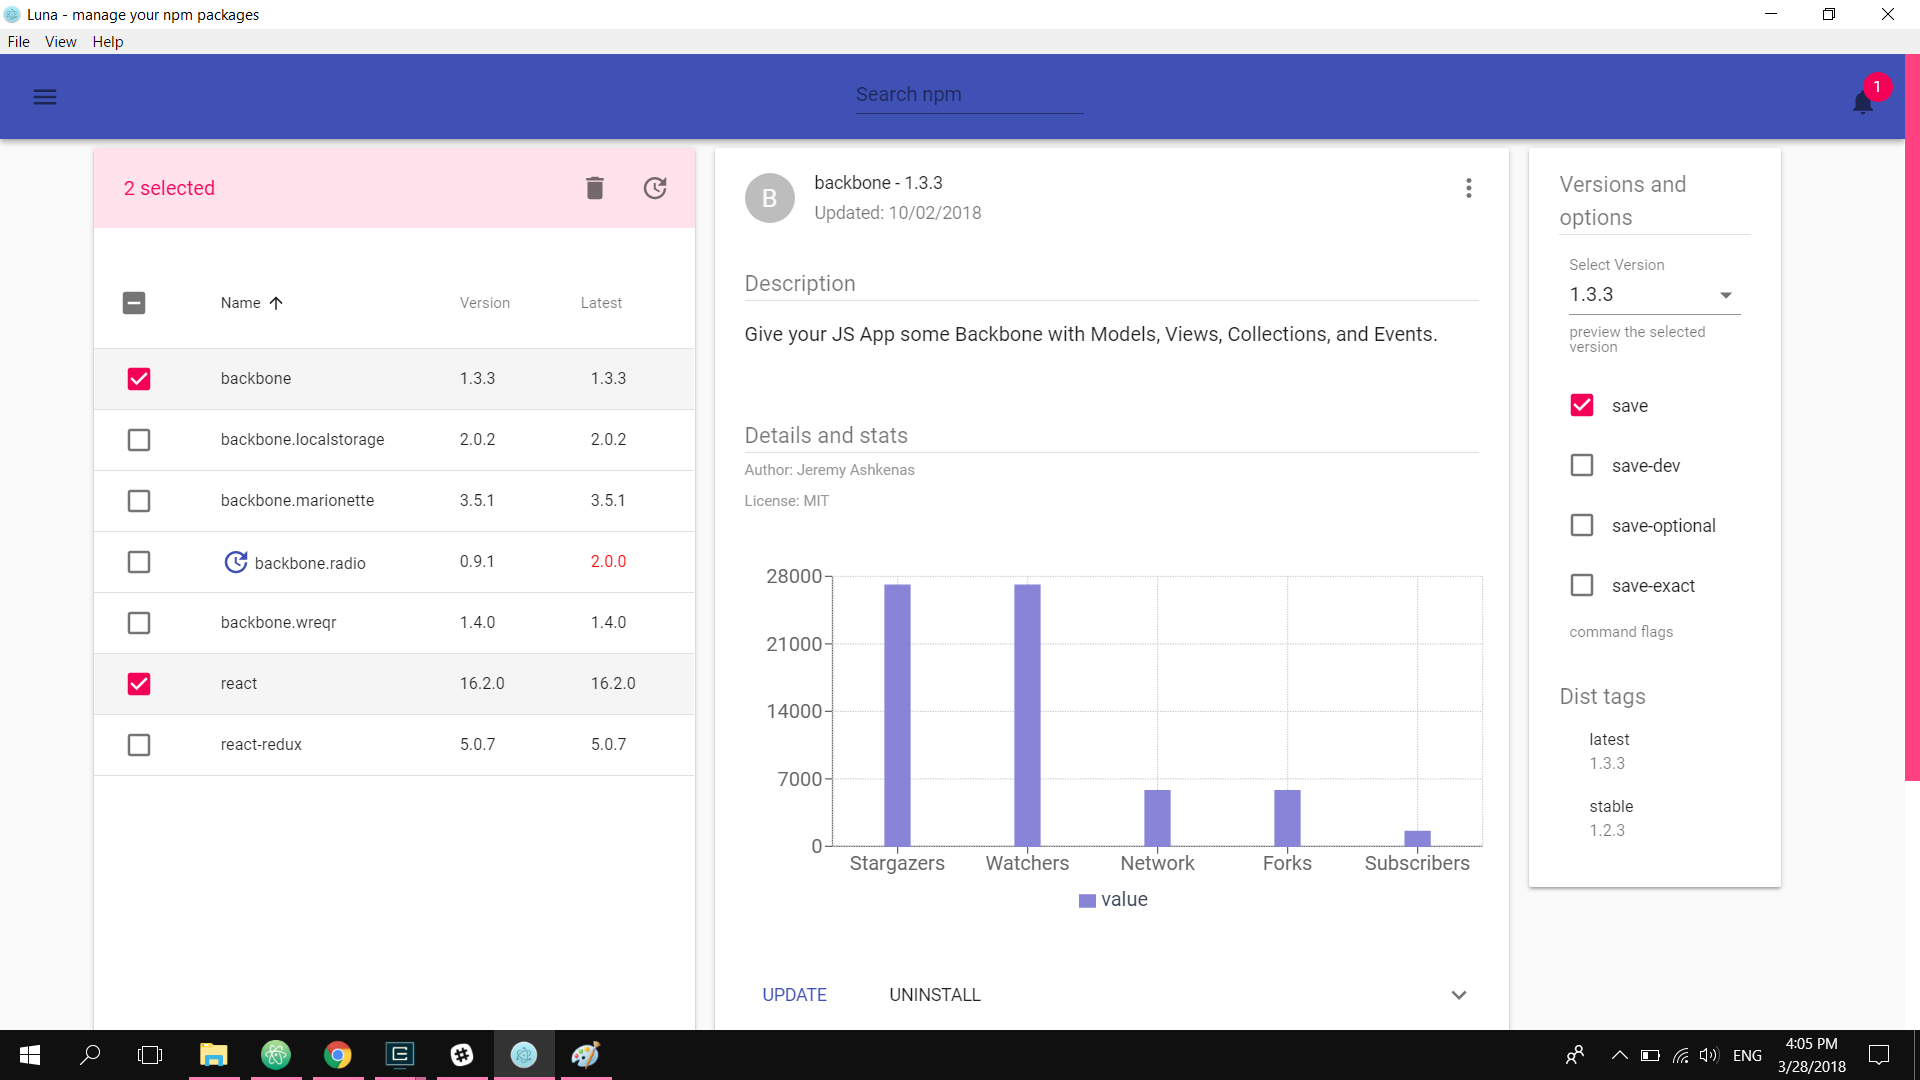 Luna - manage your npm packages
File View Help
Search npm
1
2 selected
Name Version Latest
backbone 1.3.3 1.3.3
backbone.localstorage 2.0.2 2.0.2
backbone.marionette 3.5.1 3.5.1
backbone.radio 0.9.1 2.0.0
backbone.wreqr 1.4.0 1.4.0
react 16.2.0 16.2.0
react-redux 5.0.7 5.0.7
B
backbone - 1.3.3
Updated: 10/02/2018
Description
Give your JS App some Backbone with Models, Views, Collections, and Events.
Details and stats
Author: Jeremy Ashkenas
License: MIT
28000
21000
14000
7000
0
Stargazers Watchers Network Forks Subscribers
value
UPDATE UNINSTALL
Versions and
options
Select Version
1.3.3
preview the selected
version
save
save-dev
save-optional
save-exact
command flags
Dist tags
latest
1.3.3
stable
1.2.3
ENG
4:05 PM
3/28/2018